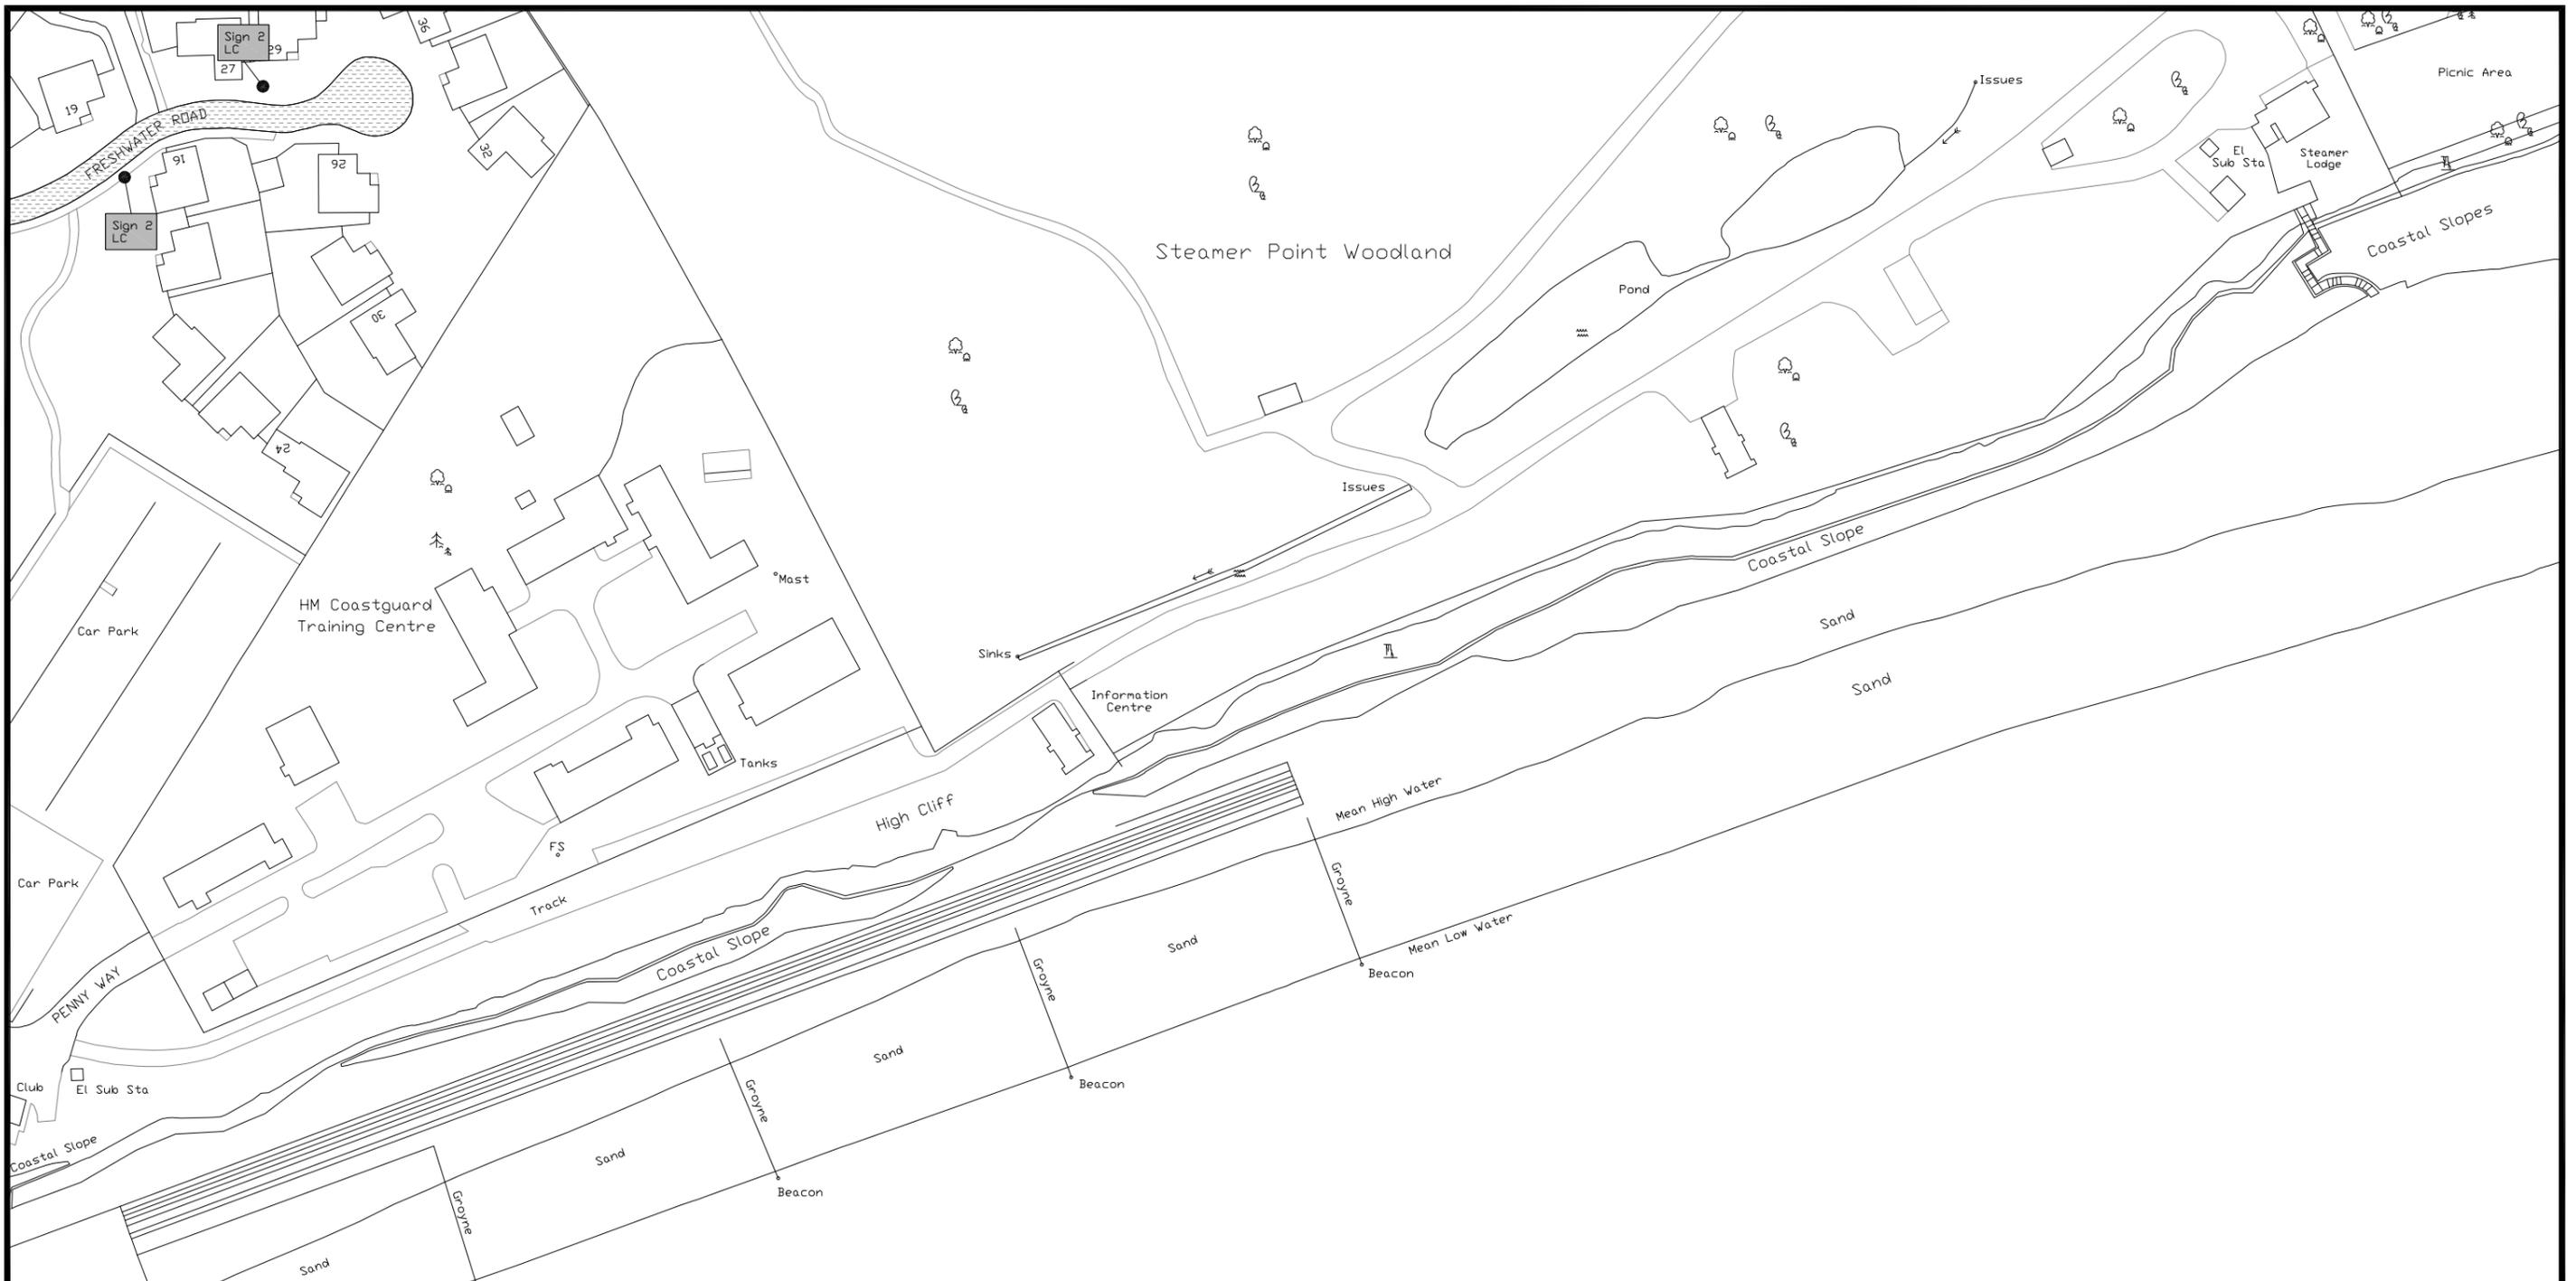 Sign 2
LC
29
27
36
19
FRESHWATER ROAD
32
16
26
Sign 2
LC
30
24
Issues
Picnic Area
El
Sub Sta
Steamer
Lodge
Coastal Slopes
Steamer Point Woodland
Pond
Issues
Coastal Slope
Mast
HM Coastguard
Training Centre
Car Park
Sand
Sinks
Information
Centre
Sand
Tanks
Mean High Water
High Cliff
FS
Car Park
Track
Groyne
Mean Low Water
Coastal Slope
Sand
Beacon
PENNY WAY
Groyne
Sand
Beacon
Club
El Sub Sta
Groyne
Coastal Slope
Sand
Beacon
Groyne
Sand